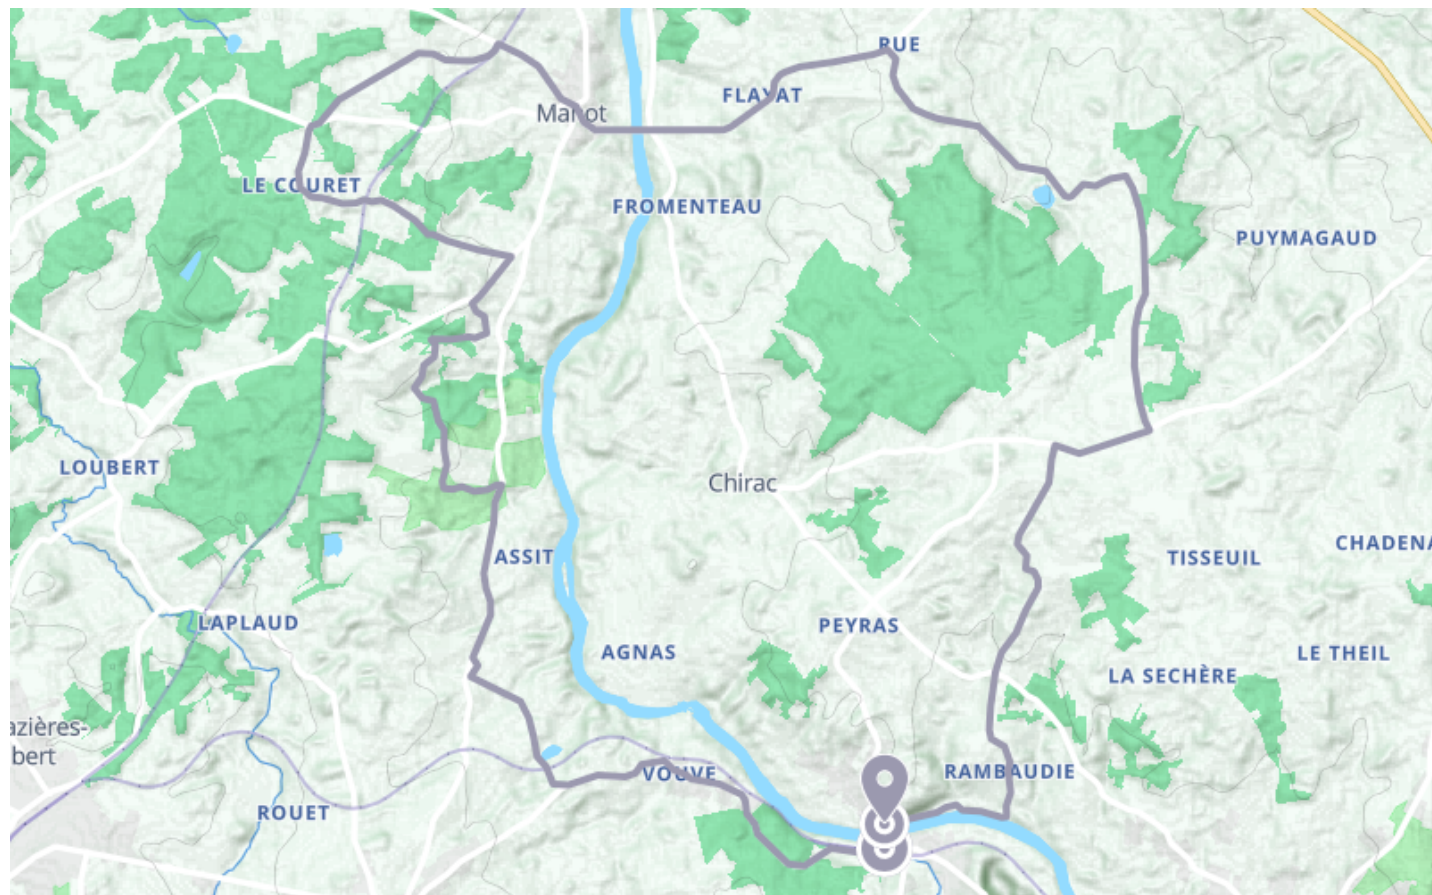 RUE
FLAYAT
Manot
LE COURET
FROMENTEAU
PUYMAGAUD
LOUBERT
Chirac
ASSIT
TISSEUIL
CHADENA
LAPLAUD
PEYRAS
AGNAS
LE THEIL
LA SECHÈRE
azières-
bert
VOUVE
RAMBAUDIE
ROUET